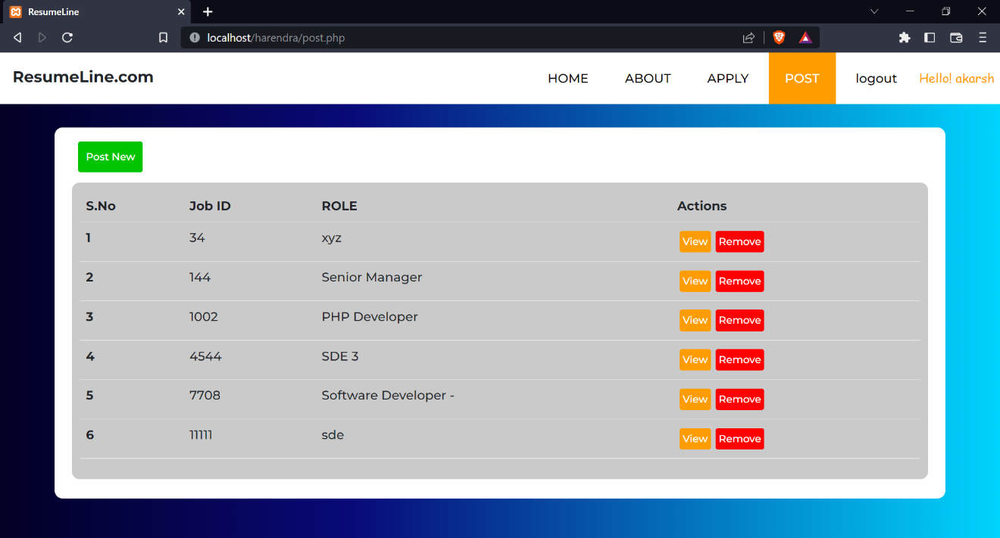 ResumeLine
localhost/harendra/post.php
ResumeLine.com HOME ABOUT APPLY POST logout Hello! akarsh
Post New
S.No Job ID ROLE Actions
1 34 xyz View Remove
2 144 Senior Manager View Remove
3 1002 PHP Developer View Remove
4 4544 SDE 3 View Remove
5 7708 Software Developer - View Remove
6 11111 sde View Remove